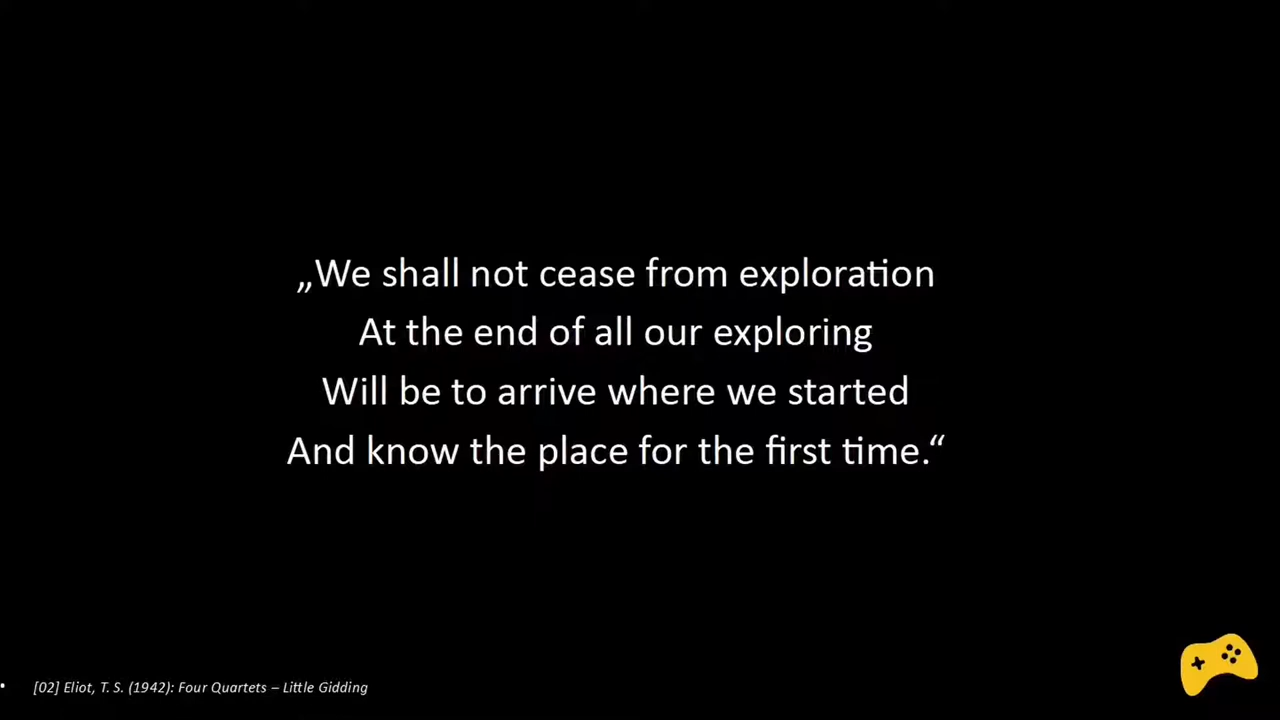 „We shall not cease from exploration
At the end of all our exploring
Will be to arrive where we started
And know the place for the first time.“
• [02] Eliot, T. S. (1942): Four Quartets – Little Gidding